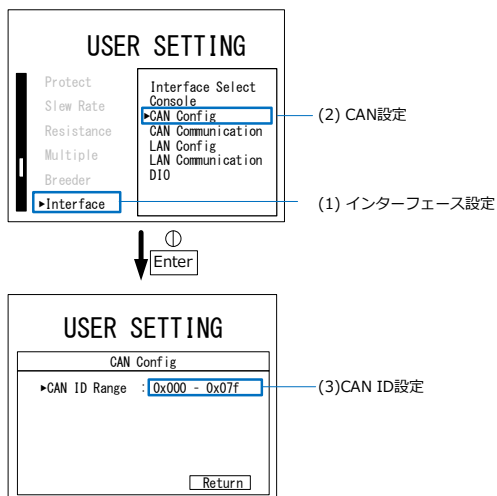 USER SETTING
Protect
Slew Rate
Resistance
Multiple
Breeder
►Interface
Interface Select
Console
►CAN Config
CAN Communication
LAN Config
LAN Communication
DIO
(2) CAN設定
(1) インターフェース設定
Enter
USER SETTING
CAN Config
►CAN ID Range : 0x000 - 0x07f
(3)CAN ID設定
Return